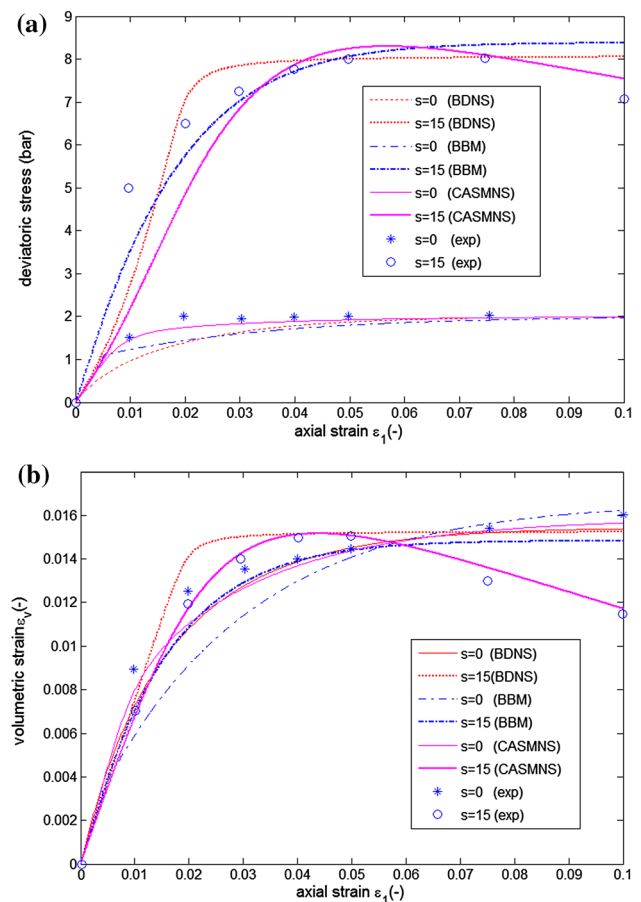 (a)
9
8
7
6
5
4
3
2
1
0
deviatoric stress (bar)
s=0 (BDNS)
s=15 (BDNS)
s=0 (BBM)
s=15 (BBM)
s=0 (CASMNS)
s=15 (CASMNS)
s=0 (exp)
s=15 (exp)
0 0.01 0.02 0.03 0.04 0.05 0.06 0.07 0.08 0.09 0.1
axial strain ε1(-)
(b)
0.016
0.014
0.012
0.010
0.008
0.006
0.004
0.002
0
volumetric strainεv(-)
s=0 (BDNS)
s=15(BDNS)
s=0 (BBM)
s=15 (BBM)
s=0 (CASMNS)
s=15 (CASMNS)
s=0 (exp)
s=15 (exp)
0 0.01 0.02 0.03 0.04 0.05 0.06 0.07 0.08 0.09 0.1
axial strain ε1(-)